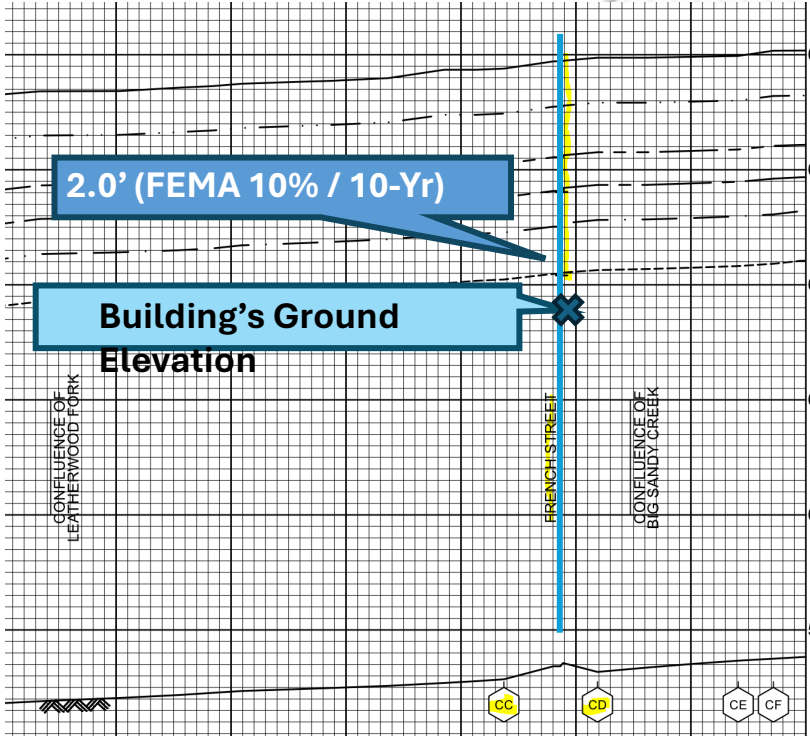 2.0’ (FEMA 10% / 10-Yr)
Building’s Ground
Elevation
CONFLUENCE OF
LEATHERWOOD FORK
FRENCH STREET
CONFLUENCE OF
BIG SANDY CREEK
CC
CD
CE
CF